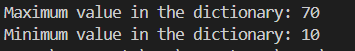 Maximum value in the dictionary: 70
Minimum value in the dictionary: 10